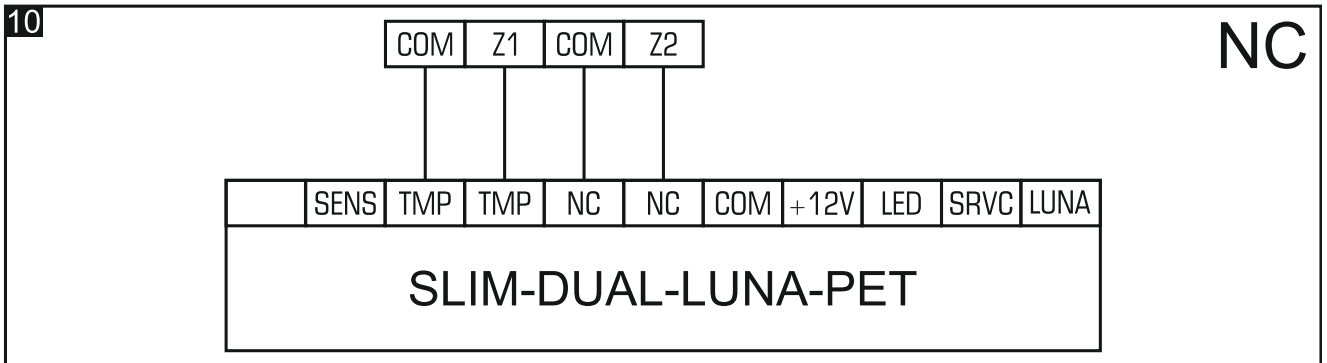 10
NC
COM Z1 COM Z2
SENS TMP TMP NC NC COM +12V LED SRVC LUNA
SLIM-DUAL-LUNA-PET